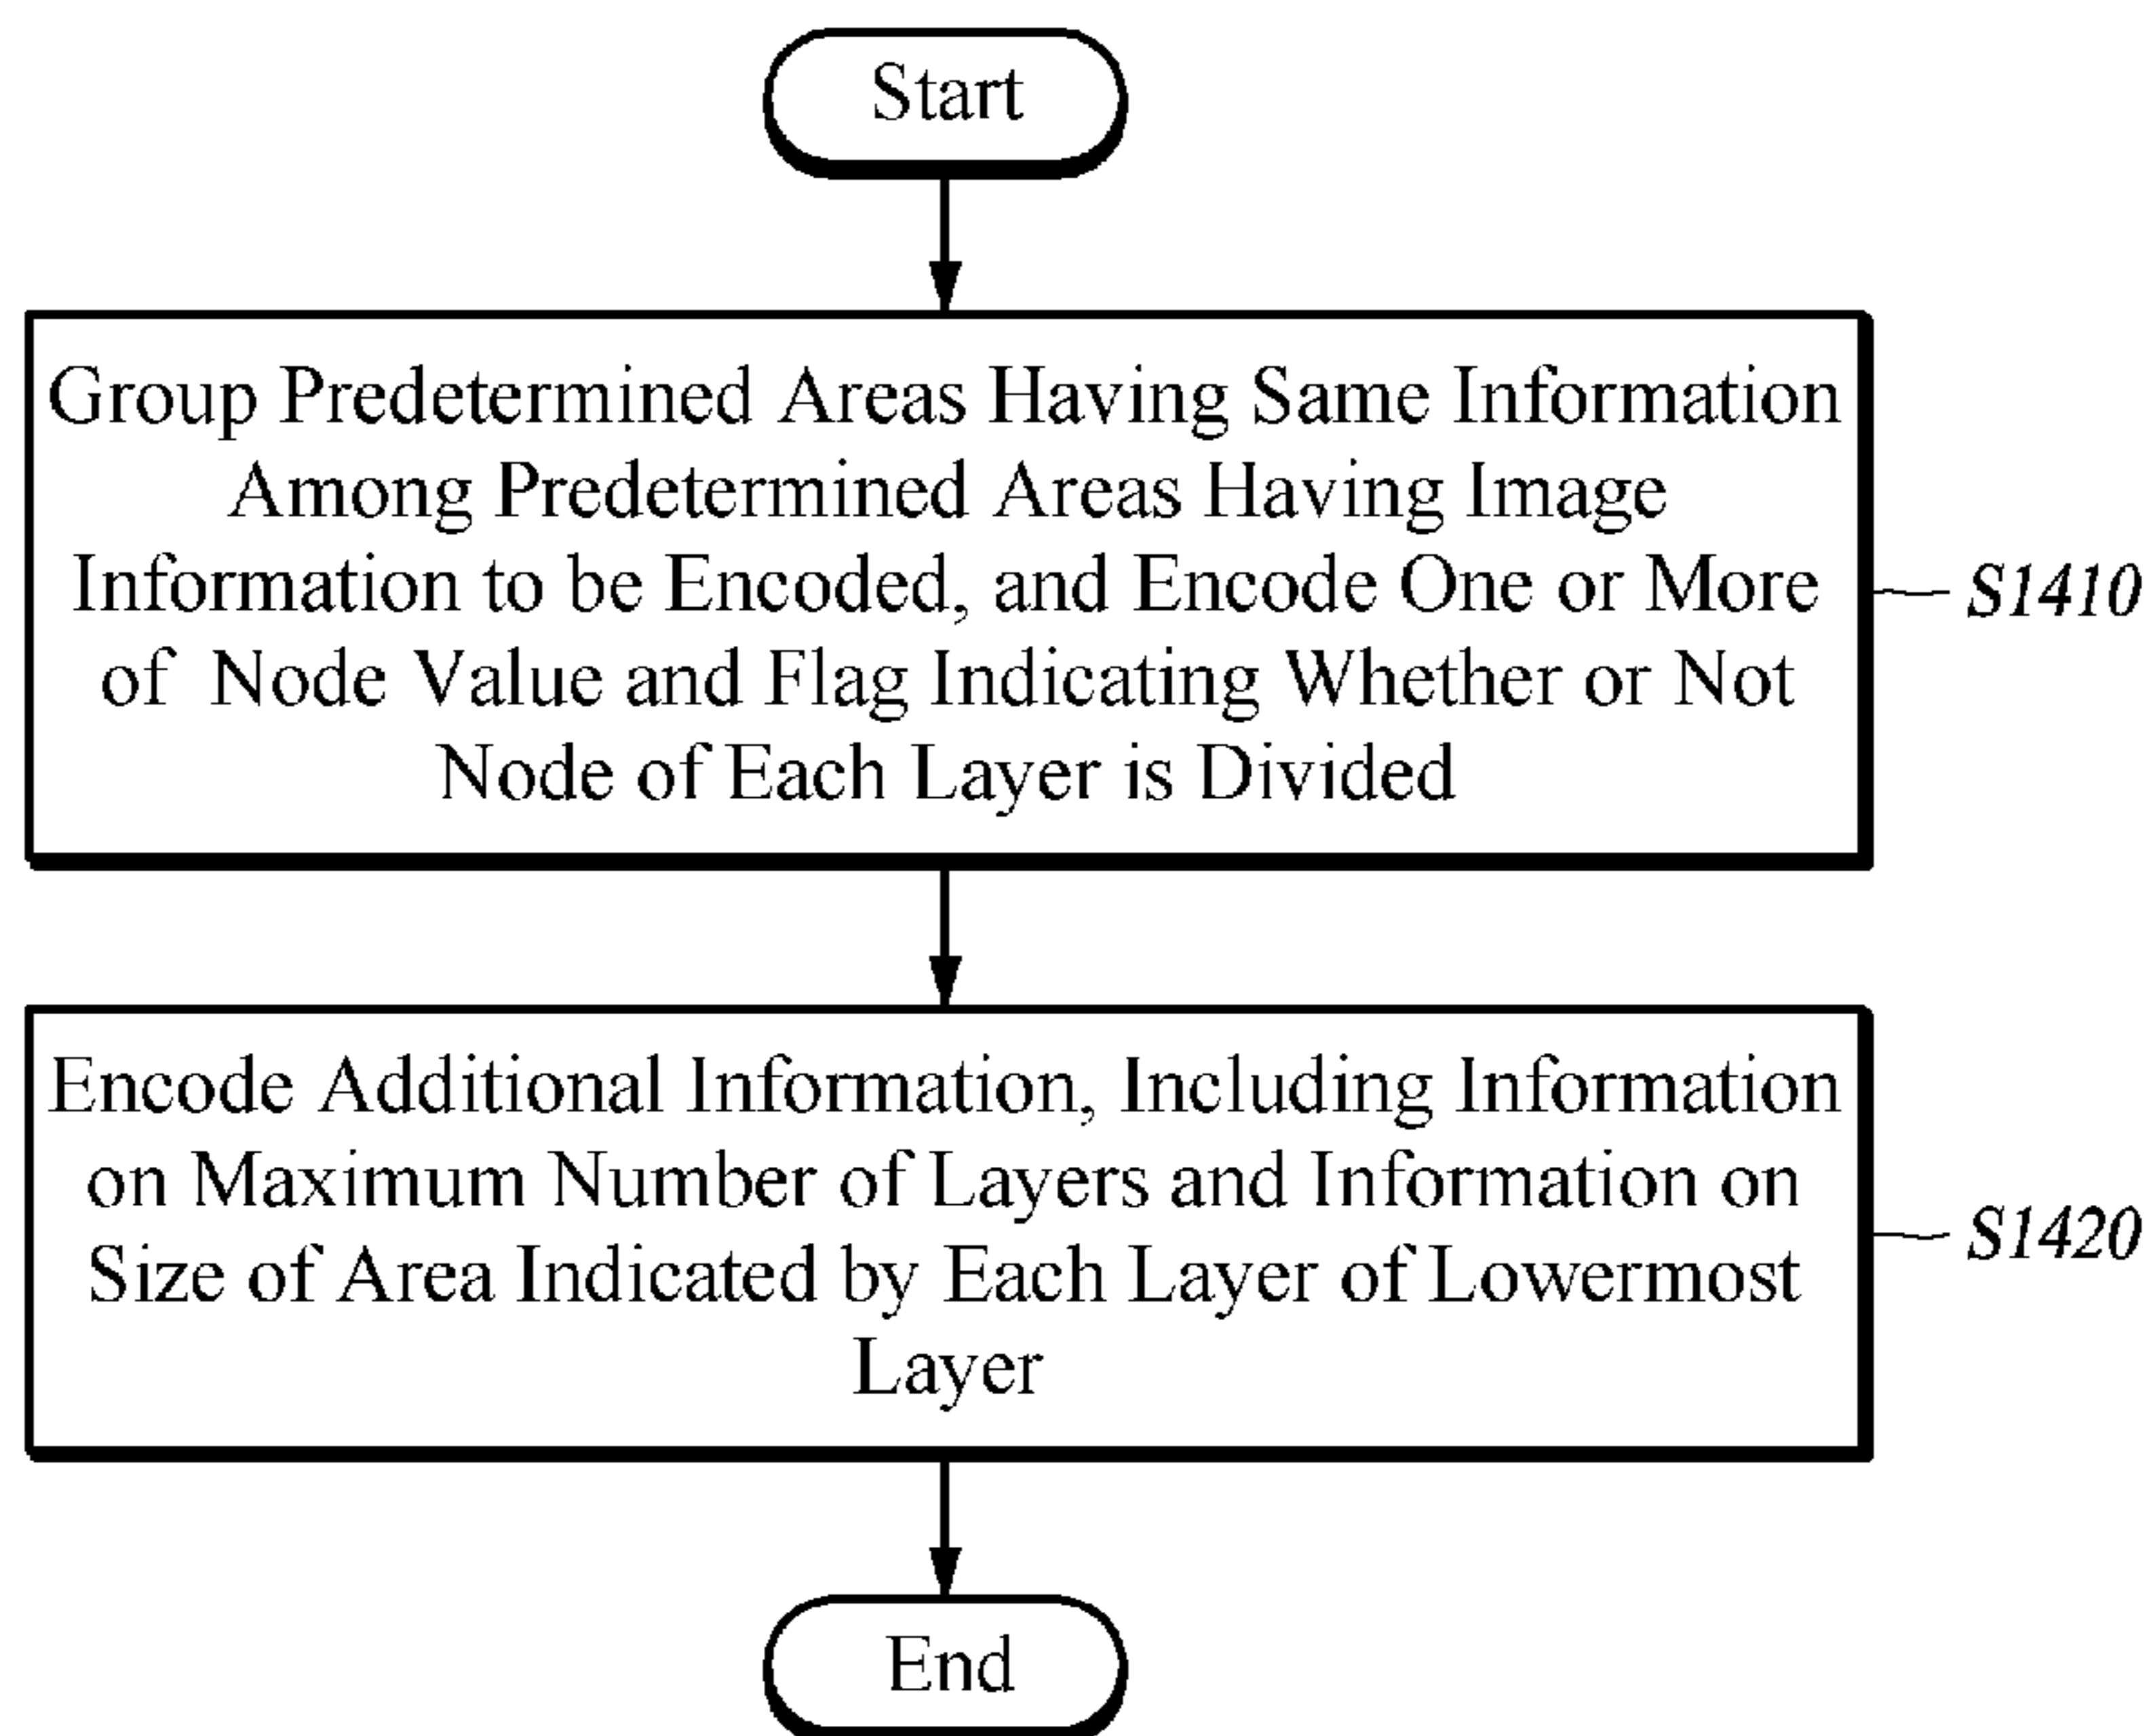 Start
Group Predetermined Areas Having Same Information
Among Predetermined Areas Having Image
Information to be Encoded, and Encode One or More
of Node Value and Flag Indicating Whether or Not
Node of Each Layer is Divided
S1410
Encode Additional Information, Including Information
on Maximum Number of Layers and Information on
Size of Area Indicated by Each Layer of Lowermost
Layer
S1420
End